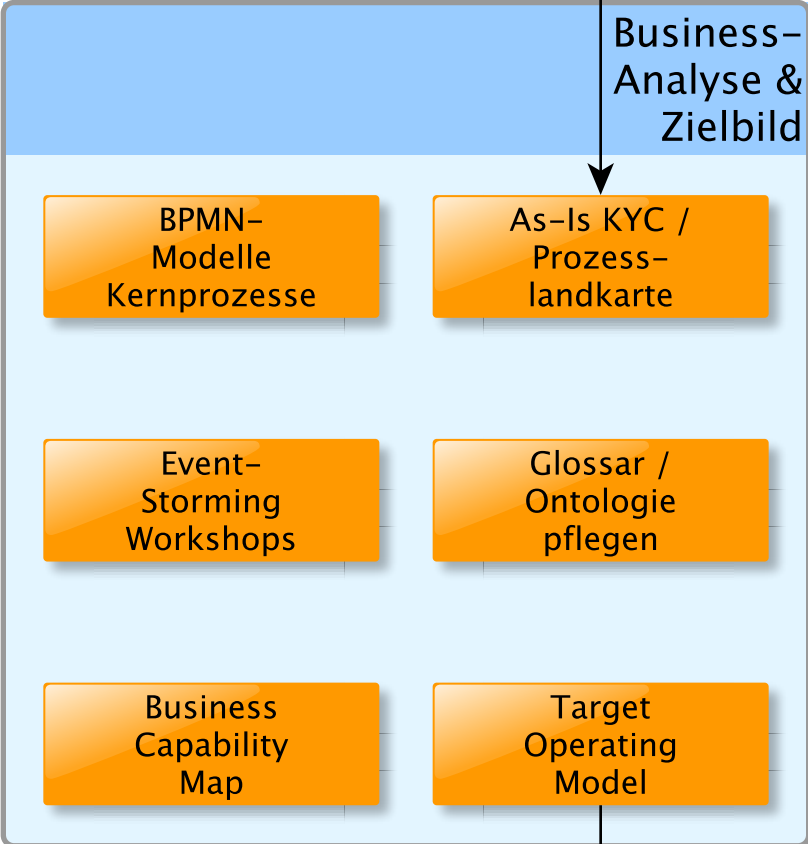 Business-
Analyse &
Zielbild
BPMN-
Modelle
Kernprozesse
As-Is KYC /
Prozess-
landkarte
Event-
Storming
Workshops
Glossar /
Ontologie
pflegen
Business
Capability
Map
Target
Operating
Model